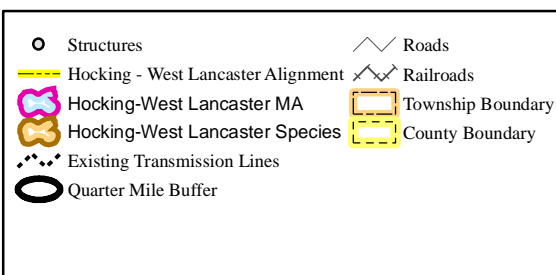 Structures
Hocking - West Lancaster Alignment
Hocking-West Lancaster MA
Hocking-West Lancaster Species
Existing Transmission Lines
Quarter Mile Buffer
Roads
Railroads
Township Boundary
County Boundary